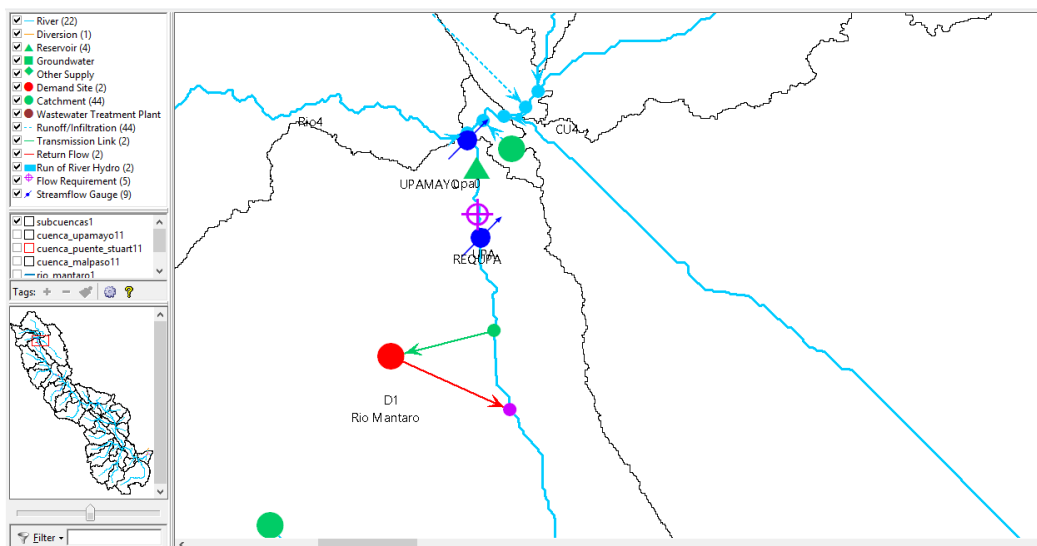 River (22)
Diversion (1)
Reservoir (4)
Groundwater
Other Supply
Demand Site (2)
Catchment (44)
Wastewater Treatment Plant
Runoff/Infiltration (44)
Transmission Link (2)
Return Flow (2)
Run of River Hydro (2)
Flow Requirement (5)
Streamflow Gauge (9)
subcuencas1
cuenca_upamayo11
cuenca_puente_stuart11
cuenca_malpaso11
rio_mantaro1
Tags:
Filter
Rio4
CU4
UPAMAYO
REQUPA
D1
Rio Mantaro